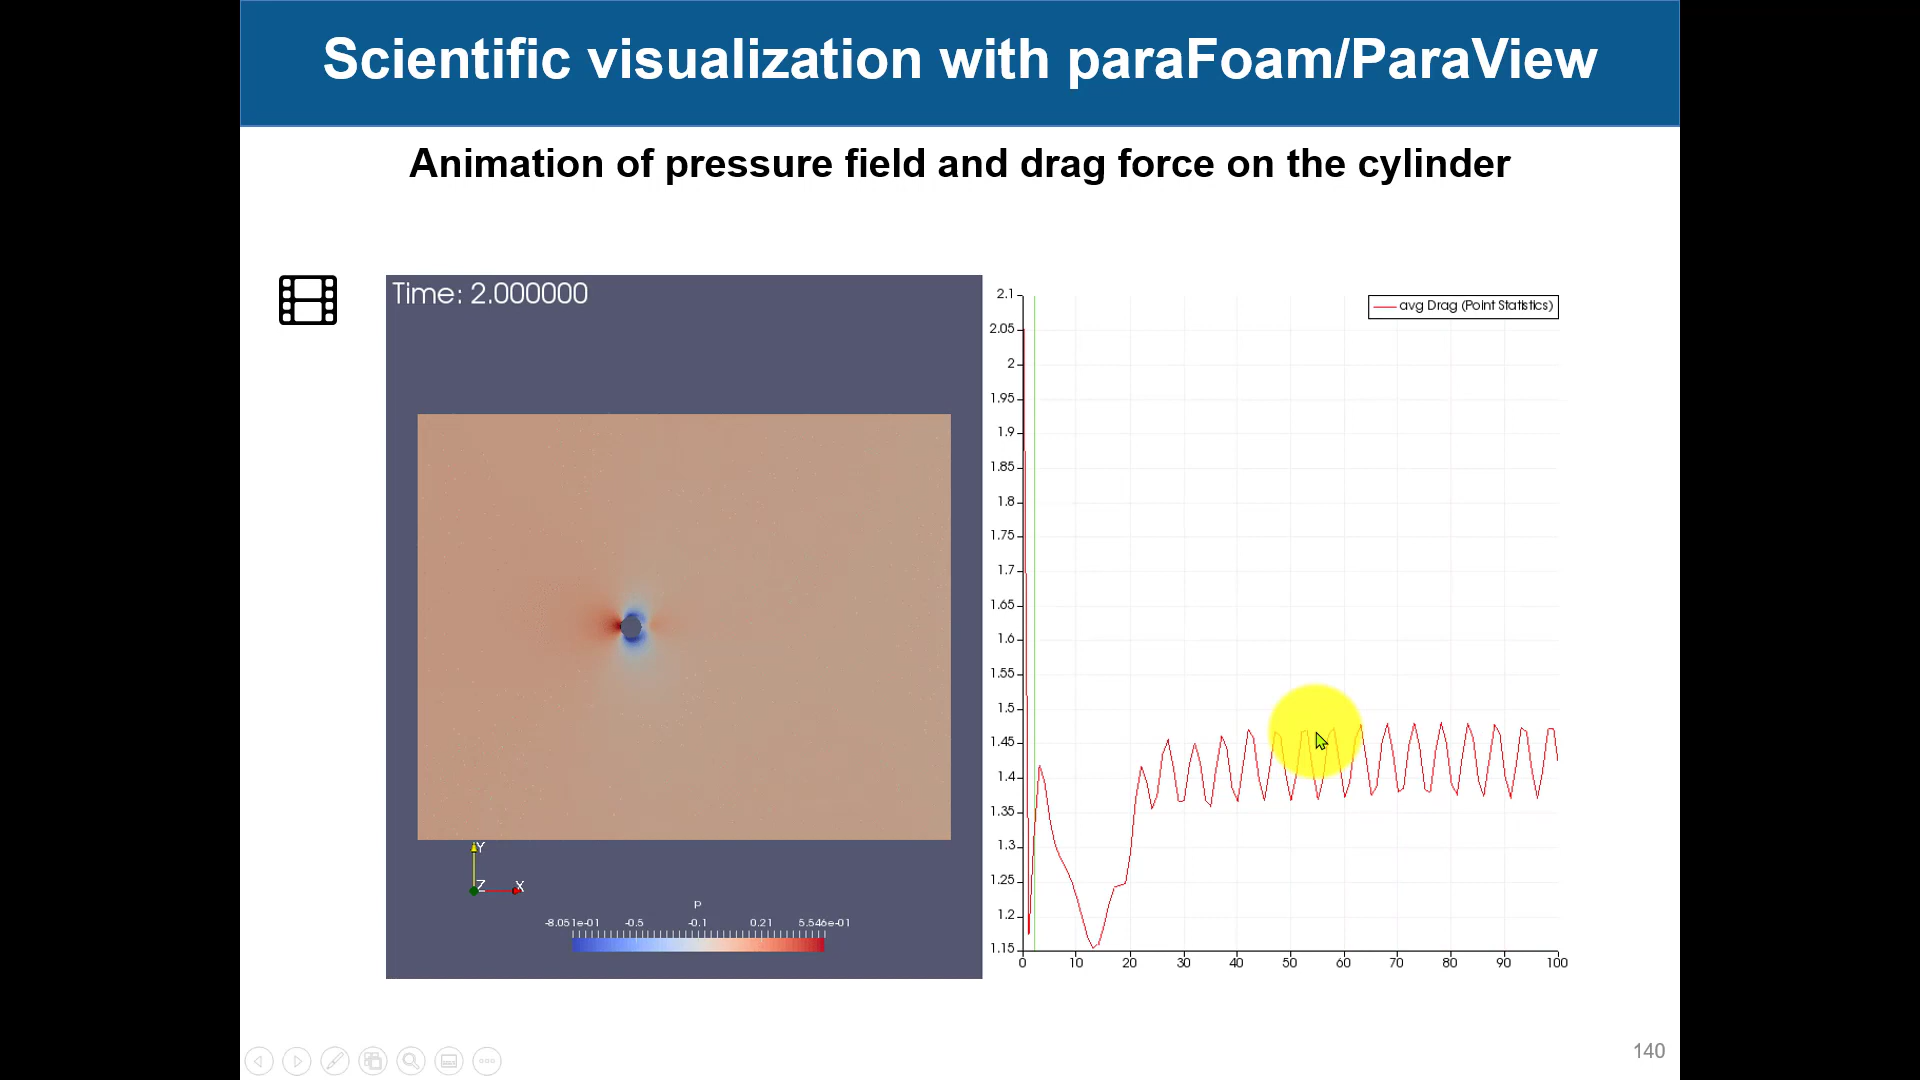 Scientific visualization with paraFoam/ParaView
Animation of pressure field and drag force on the cylinder
Time: 2.000000
Y
Z
X
p
-8.051e-01 -0.5 -0.1 0.21 5.546e-01
avg Drag (Point Statistics)
2.1
2.05
2
1.95
1.9
1.85
1.8
1.75
1.7
1.65
1.6
1.55
1.5
1.45
1.4
1.35
1.3
1.25
1.2
1.15
0 10 20 30 40 50 60 70 80 90 100
140